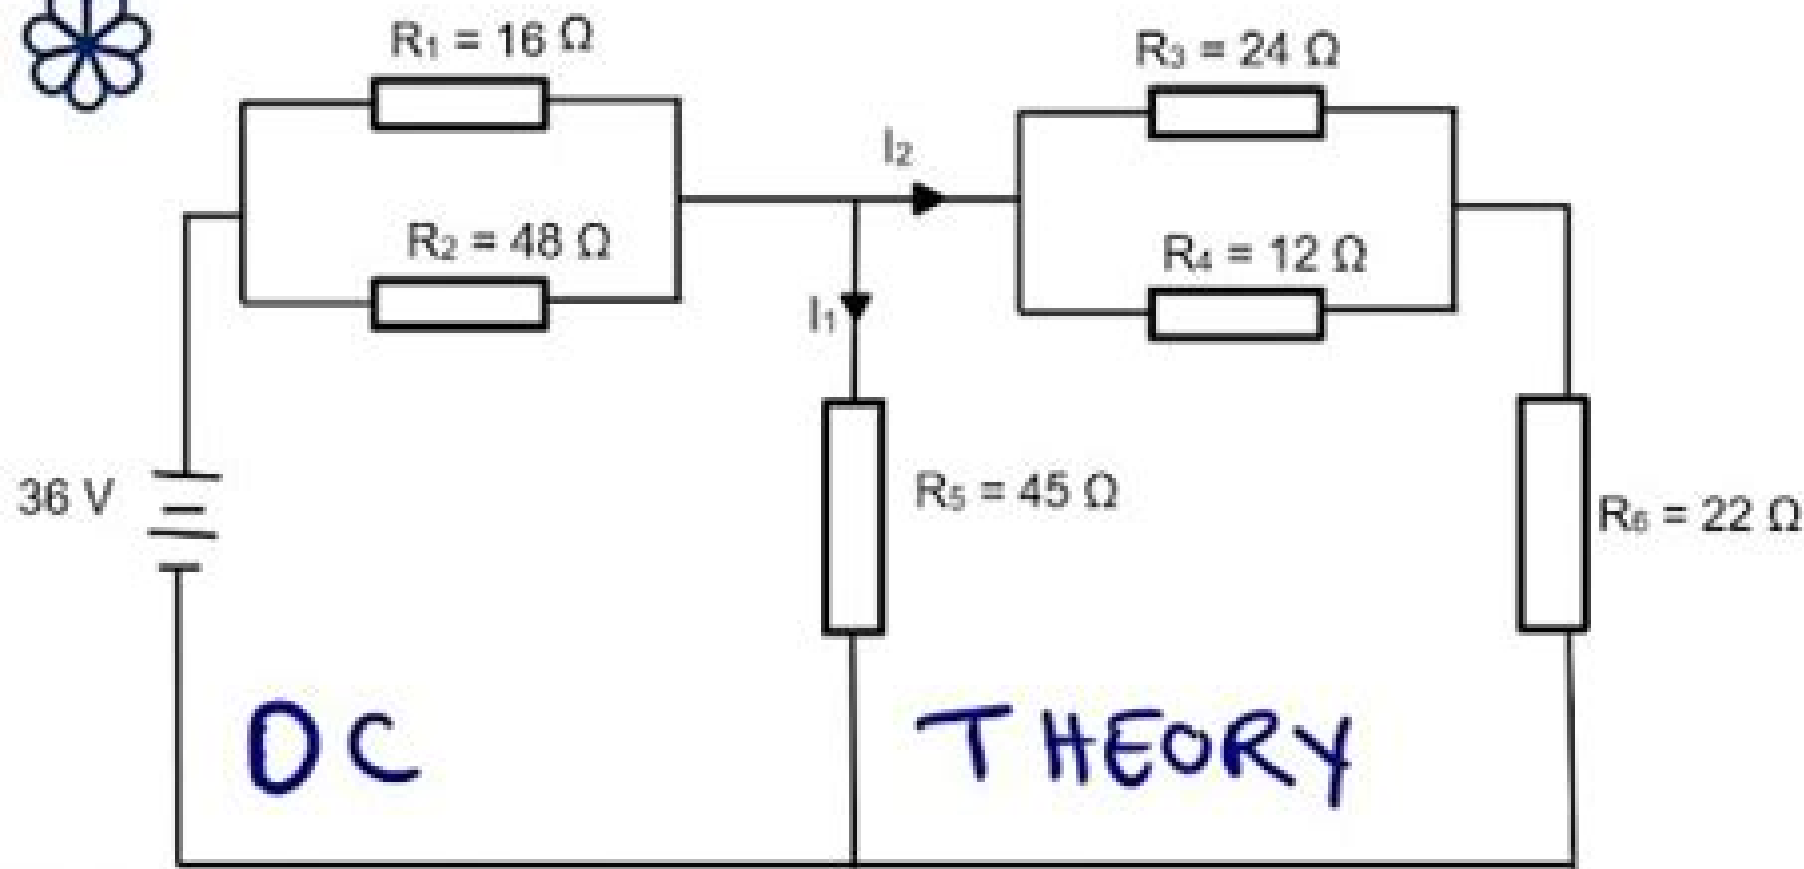 R₁ = 16 Ω
R₃ = 24 Ω
I₂
R₂ = 48 Ω
R₄ = 12 Ω
I₁
36 V
R₅ = 45 Ω
R₆ = 22 Ω
DC THEORY